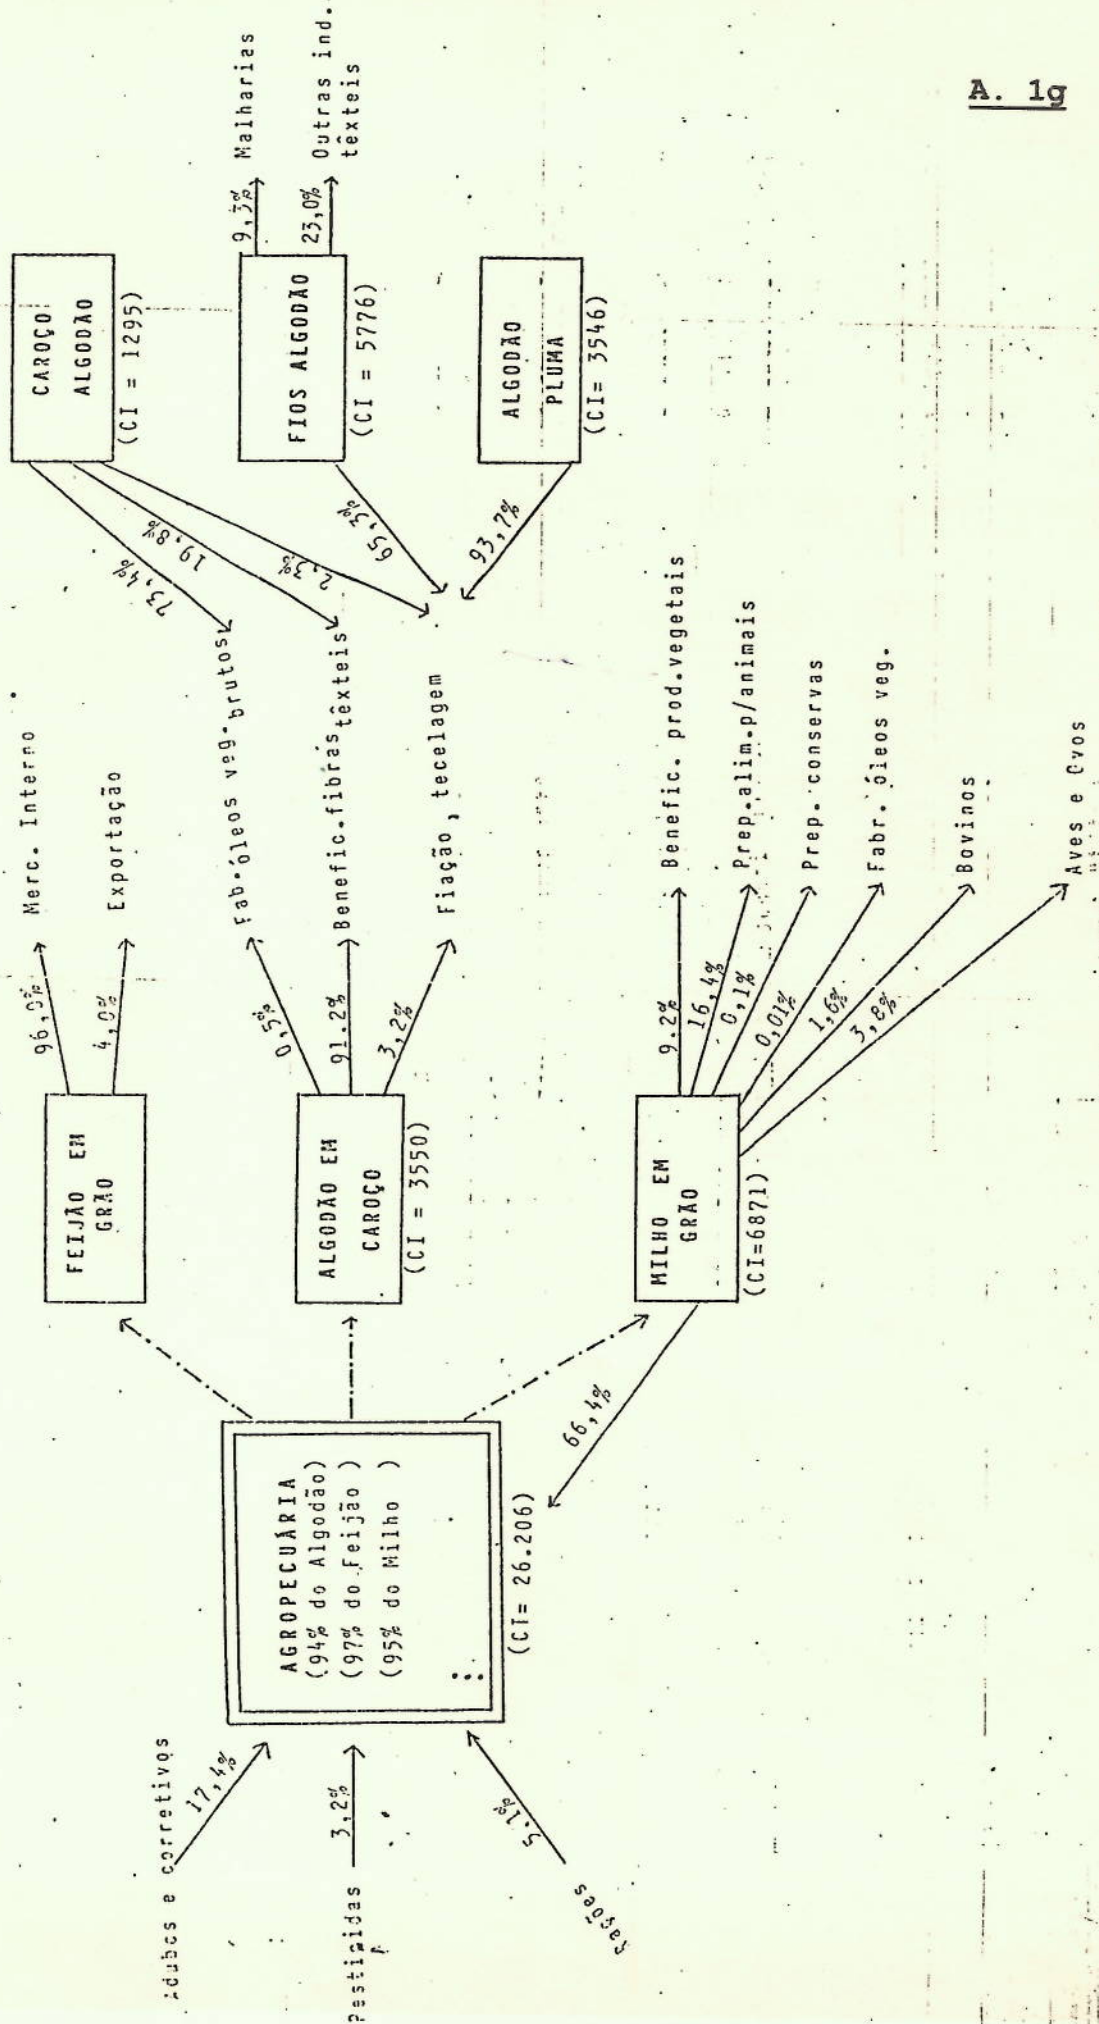 A. 1g
Adubos e corretivos
17,4%
Pestipidas
3,2%
Rações
5,1%
AGROPECUÁRIA
(94% do Algodão)
(97% do Feijão )
(95% do Milho )
(CI= 26.206)
66,4%
FEIJÃO EM
GRÃO
96,0%
Merc. Interno
4,0%
Exportação
ALGODÃO EM
CAROÇO
(CI = 3550)
0,5%
Fab.óleos veg.brutos
91.2%
Benefic.fibras têxteis
3,2%
Fiação, tecelagem
MILHO EM
GRÃO
(CI=6871)
9.2%
Benefic. prod.vegetais
16,4%
Prep.alim.p/animais
0,1%
Prep. conservas
0,01%
Fabr. óleos veg.
1,6%
Bovinos
3,8%
Aves e Ovos
CAROÇO
ALGODÃO
(CI = 1295)
73,4%
19,8%
2,3%
FIOS ALGODÃO
(CI = 5776)
65,3%
9,3%
Malharias
23,0%
Outras ind.
têxteis
ALGODÃO
PLUMA
(CI= 3546)
93,7%